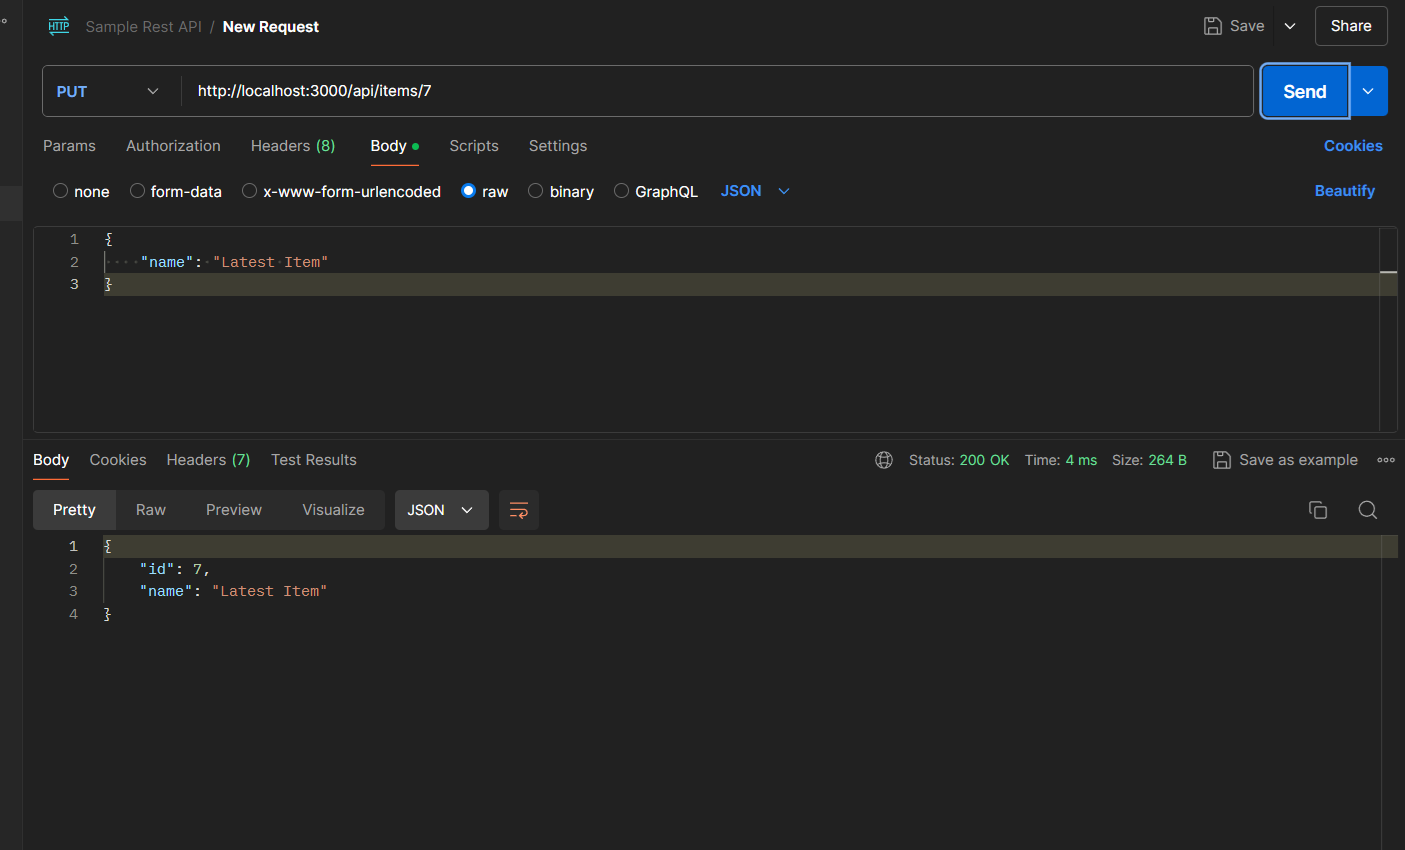 HTTP Sample Rest API / New Request Save Share
PUT http://localhost:3000/api/items/7 Send
Params Authorization Headers (8) Body Scripts Settings Cookies
none form-data x-www-form-urlencoded raw binary GraphQL JSON Beautify
1 {
2 "name": "Latest Item"
3 }
Body Cookies Headers (7) Test Results Status: 200 OK Time: 4 ms Size: 264 B Save as example
Pretty Raw Preview Visualize JSON
1 {
2 "id": 7,
3 "name": "Latest Item"
4 }